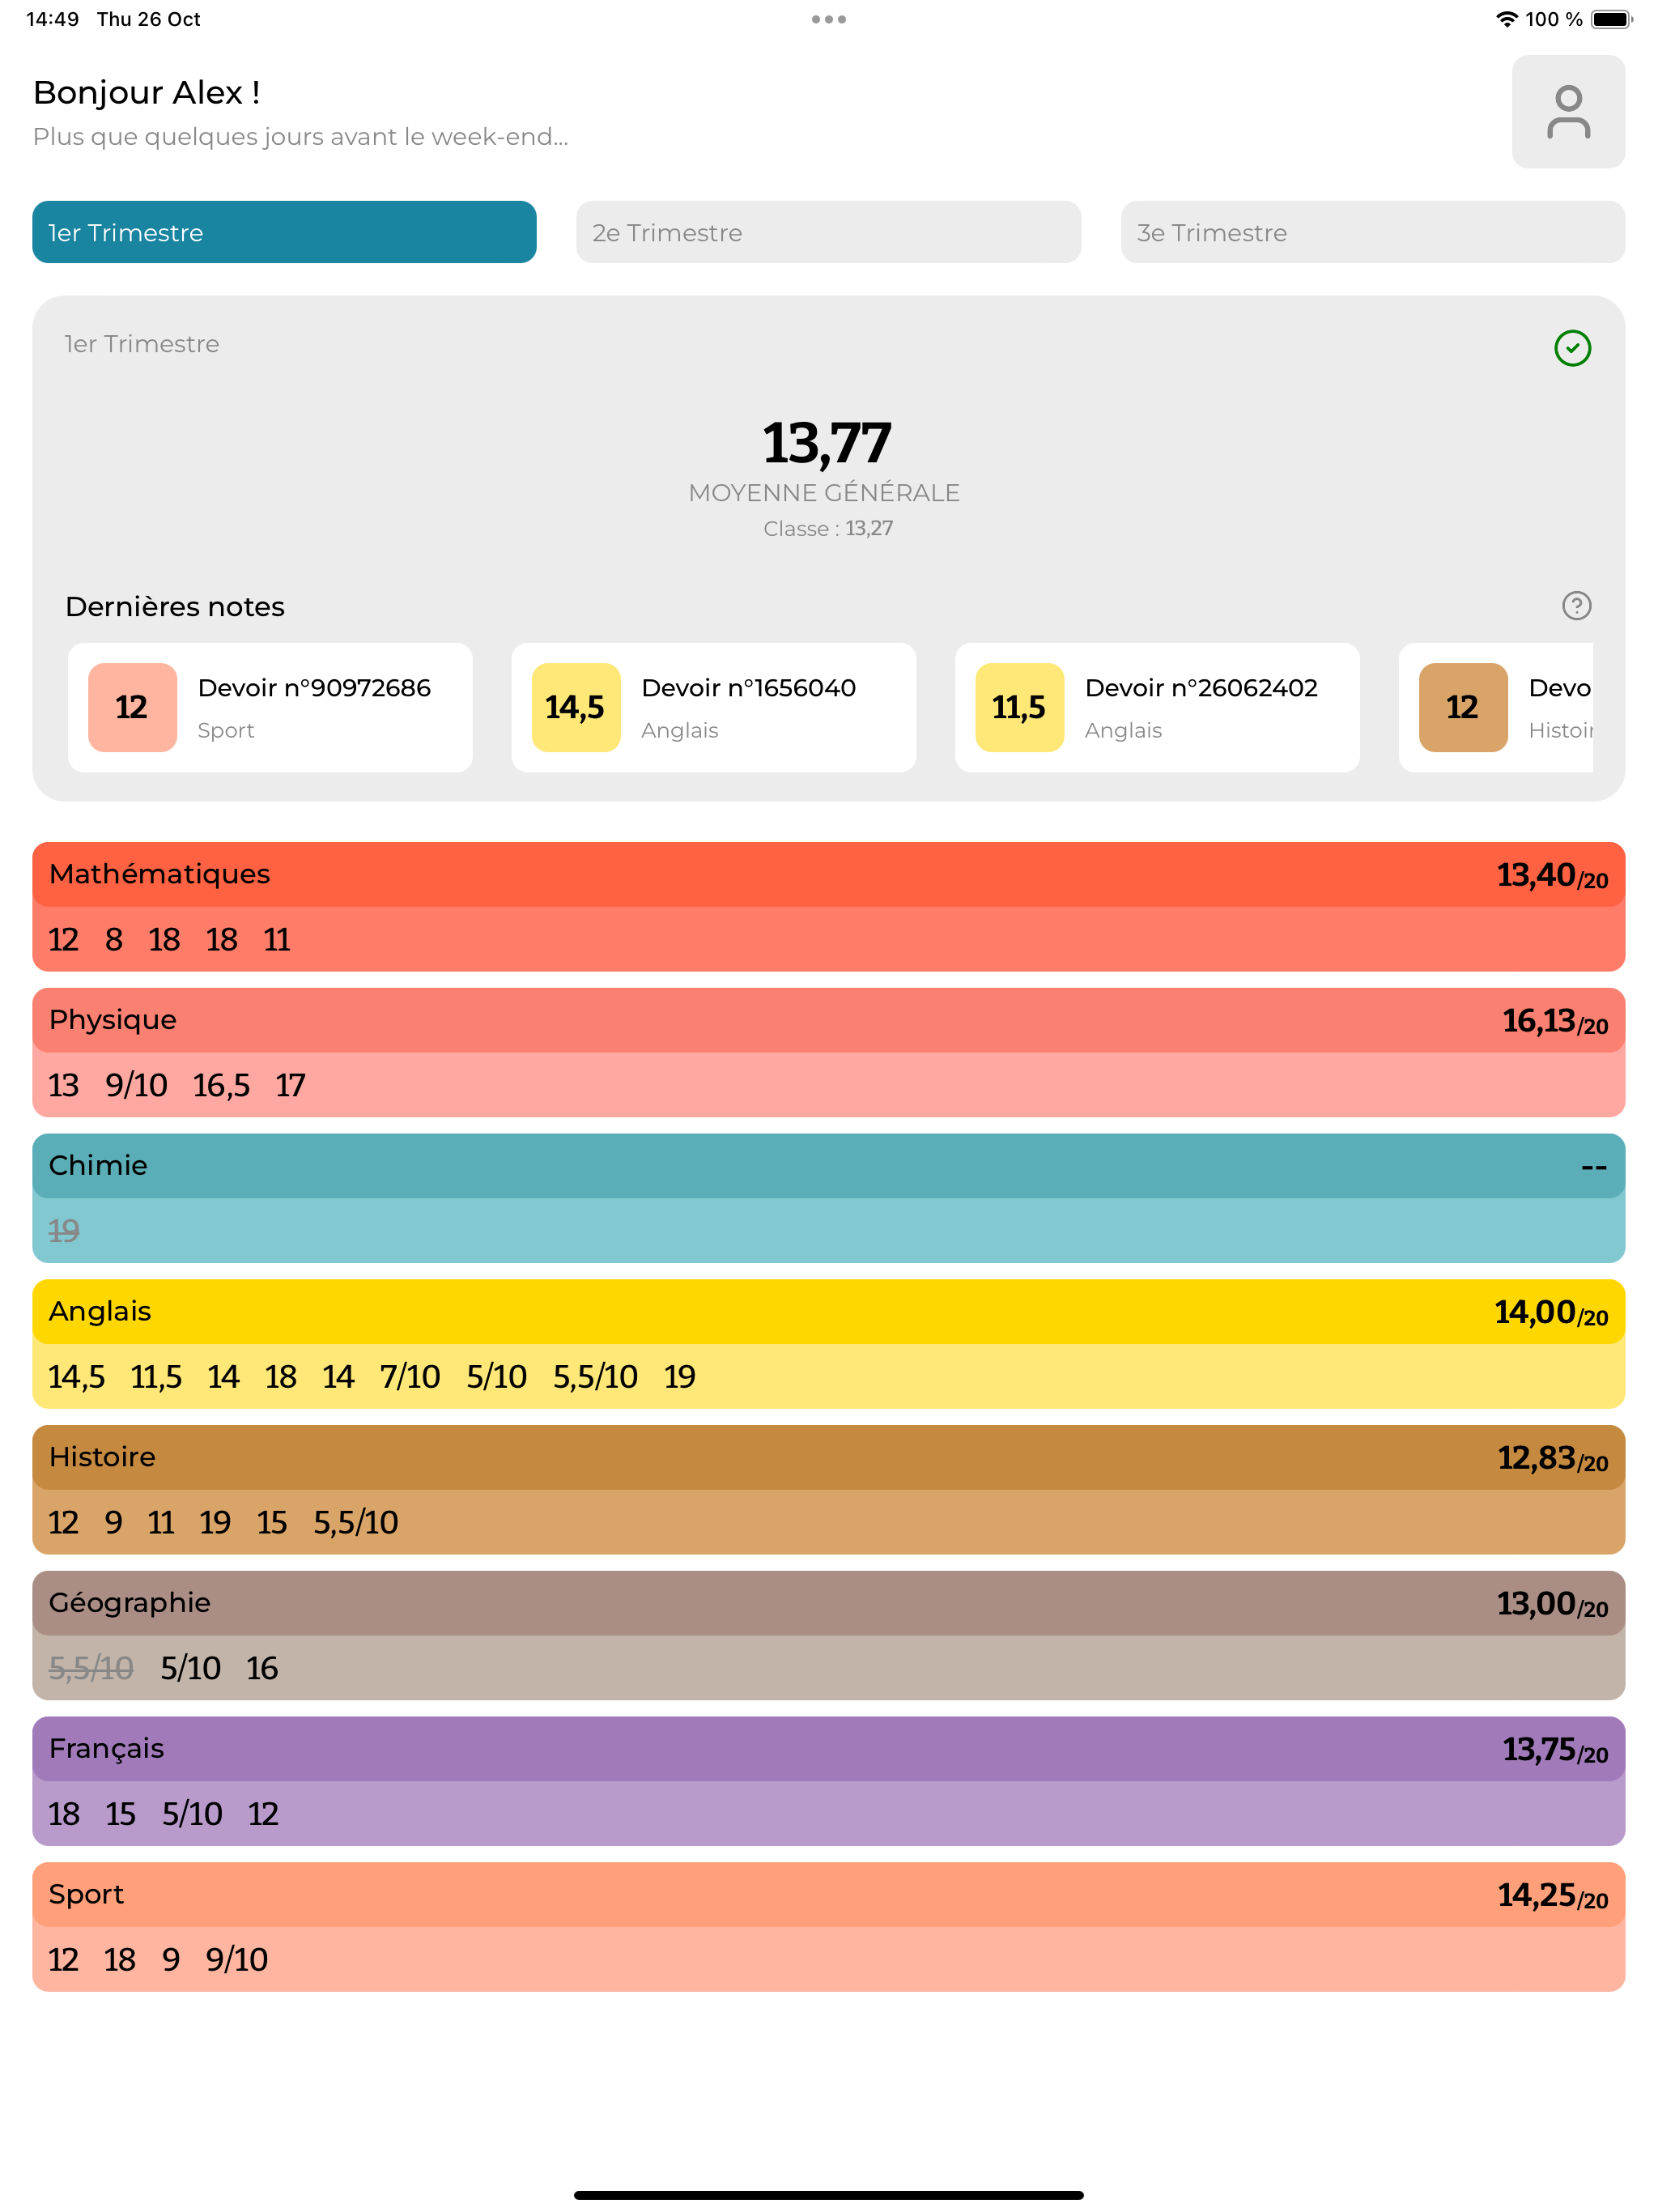 14:49 Thu 26 Oct 100 %
Bonjour Alex !
Plus que quelques jours avant le week-end...
1er Trimestre 2e Trimestre 3e Trimestre
1er Trimestre
13,77
MOYENNE GÉNÉRALE
Classe : 13,27
Dernières notes
12 Devoir n°90972686
Sport
14,5 Devoir n°1656040
Anglais
11,5 Devoir n°26062402
Anglais
12 Devo
Histoir
Mathématiques 13,40/20
12 8 18 18 11
Physique 16,13/20
13 9/10 16,5 17
Chimie --
19
Anglais 14,00/20
14,5 11,5 14 18 14 7/10 5/10 5,5/10 19
Histoire 12,83/20
12 9 11 19 15 5,5/10
Géographie 13,00/20
5,5/10 5/10 16
Français 13,75/20
18 15 5/10 12
Sport 14,25/20
12 18 9 9/10